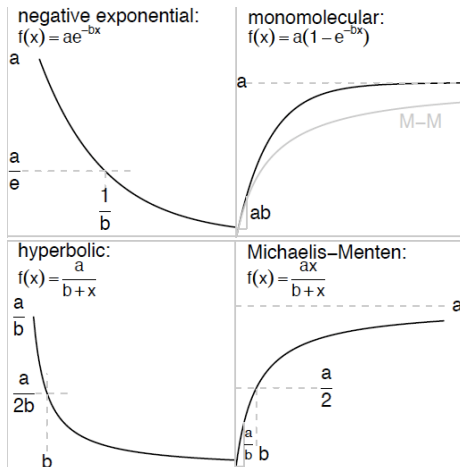 negative exponential:
f(x) = ae^{-bx}
a
a/e
1/b
monomolecular:
f(x) = a(1 − e^{-bx})
a
M−M
ab
hyperbolic:
f(x) = a/(b + x)
a/b
a/2b
b
Michaelis−Menten:
f(x) = ax/(b + x)
a
a/2
a/b
b